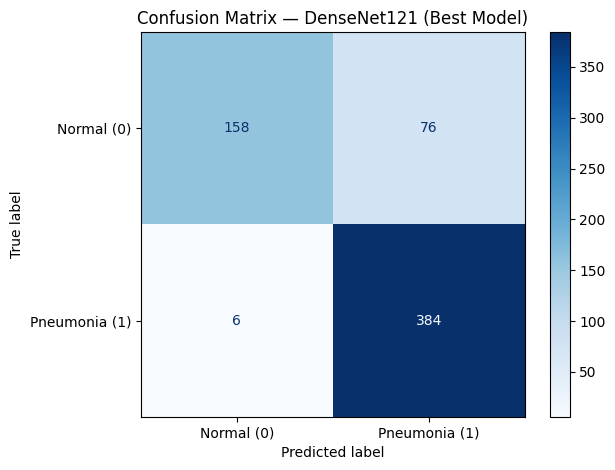 Confusion Matrix — DenseNet121 (Best Model)
True label
Normal (0)
158
76
Pneumonia (1)
6
384
Normal (0)
Pneumonia (1)
Predicted label
350
300
250
200
150
100
50